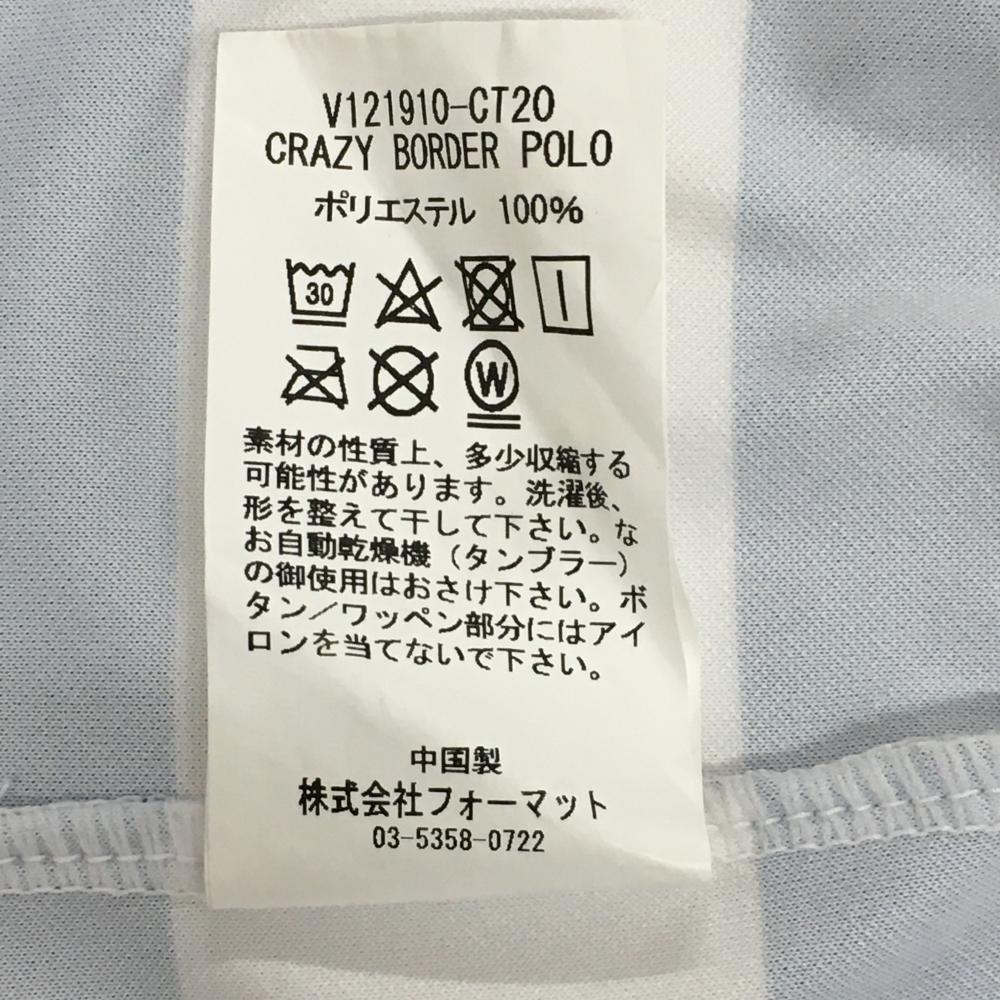 V121910-CT20
CRAZY BORDER POLO
ポリエステル 100%
30
W
素材の性質上、多少収縮する
可能性があります。洗濯後、
形を整えて干して下さい。な
お自動乾燥機（タンブラー）
の御使用はおさけ下さい。ボ
タン／ワッペン部分にはアイ
ロンを当てないで下さい。
中国製
株式会社フォーマット
03-5358-0722